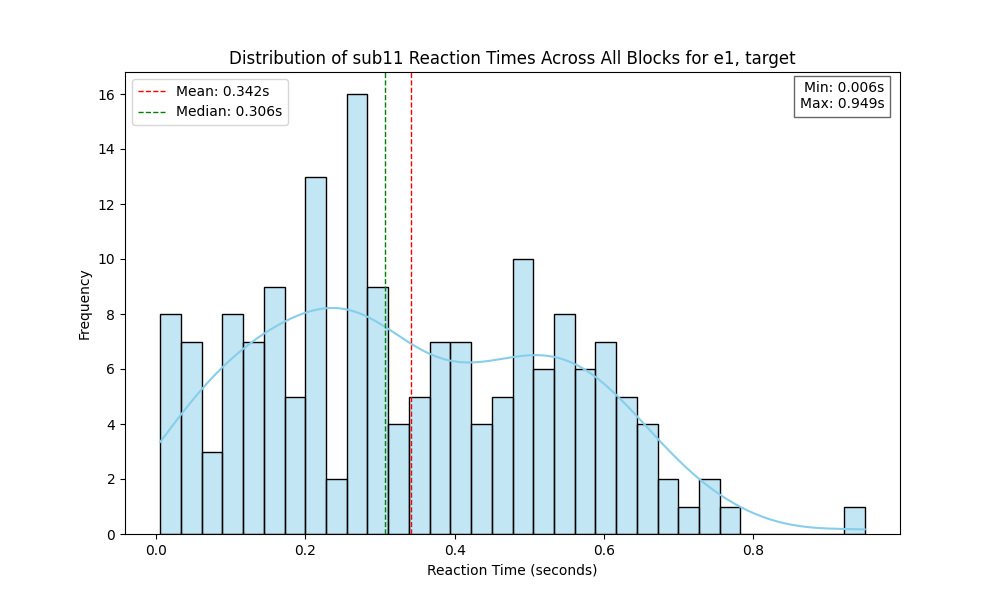 Distribution of sub11 Reaction Times Across All Blocks for e1, target
Mean: 0.342s
Median: 0.306s
Min: 0.006s
Max: 0.949s
Frequency
16
14
12
10
8
6
4
2
0
0.0 0.2 0.4 0.6 0.8
Reaction Time (seconds)